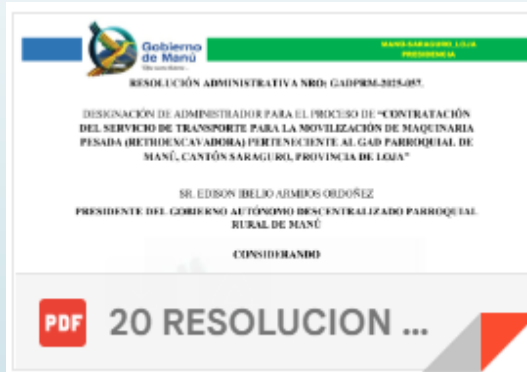 Gobierno
de Manú
MANÚ-SARAGURO, LOJA
PRESIDENCIA
RESOLUCIÓN ADMINISTRATIVA NRO; GADPRM-2025-057.
DESIGNACIÓN DE ADMINISTRADOR PARA EL PROCESO DE “CONTRATACIÓN
DEL SERVICIO DE TRANSPORTE PARA LA MOVILIZACIÓN DE MAQUINARIA
PESADA (RETROEXCAVADORA) PERTENECIENTE AL GAD PARROQUIAL DE
MANÚ, CANTÓN SARAGURO, PROVINCIA DE LOJA”
SR. EDISON IBELIO ARMIJOS ORDOÑEZ
PRESIDENTE DEL GOBIERNO AUTÓNOMO DESCENTRALIZADO PARROQUIAL
RURAL DE MANÚ
CONSIDERANDO
PDF 20 RESOLUCION ...